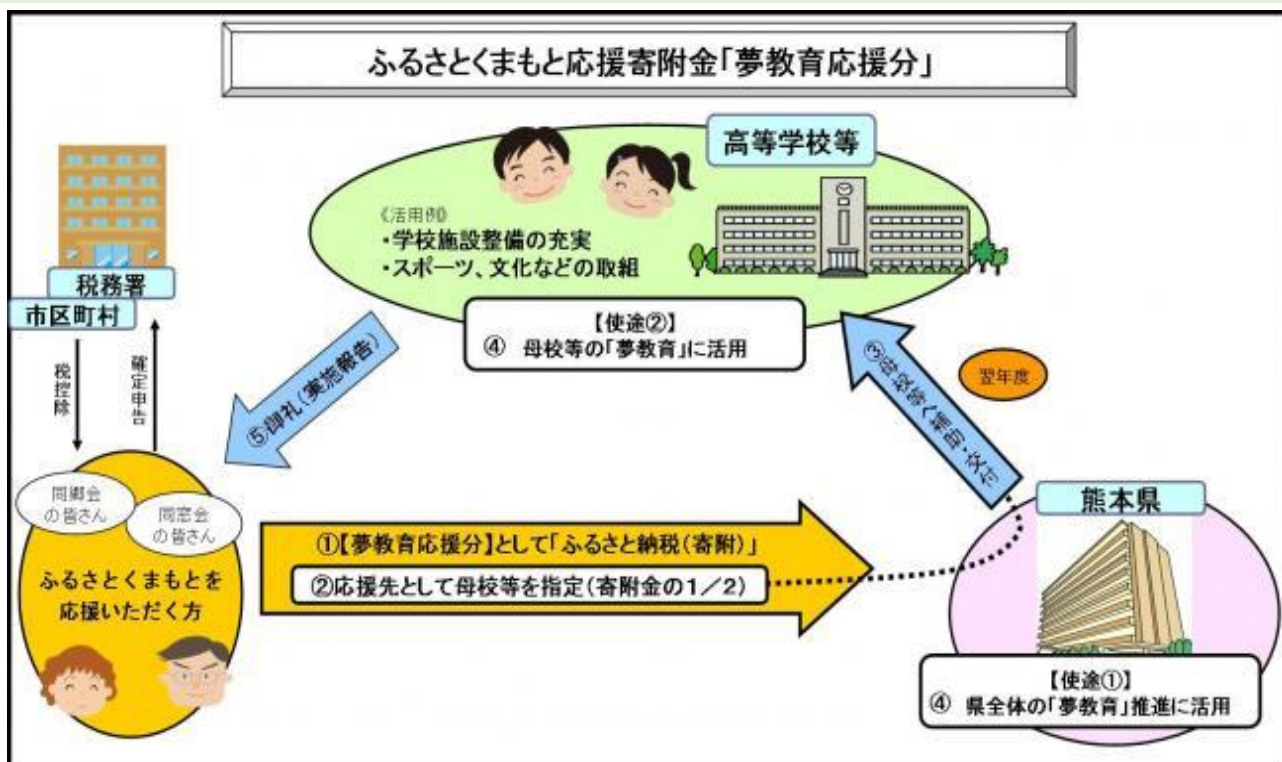 ふるさとくまもと応援寄附金「夢教育応援分」
高等学校等
《活用例》
・学校施設整備の充実
・スポーツ、文化などの取組
【使途②】
④ 母校等の「夢教育」に活用
税務署
市区町村
税控除
確定申告
⑤御礼(実施報告)
③母校等へ補助・交付
翌年度
同郷会
の皆さん
同窓会
の皆さん
ふるさとくまもとを
応援いただく方
①【夢教育応援分】として「ふるさと納税(寄附)」
②応援先として母校等を指定(寄附金の1/2)
熊本県
【使途①】
④ 県全体の「夢教育」推進に活用